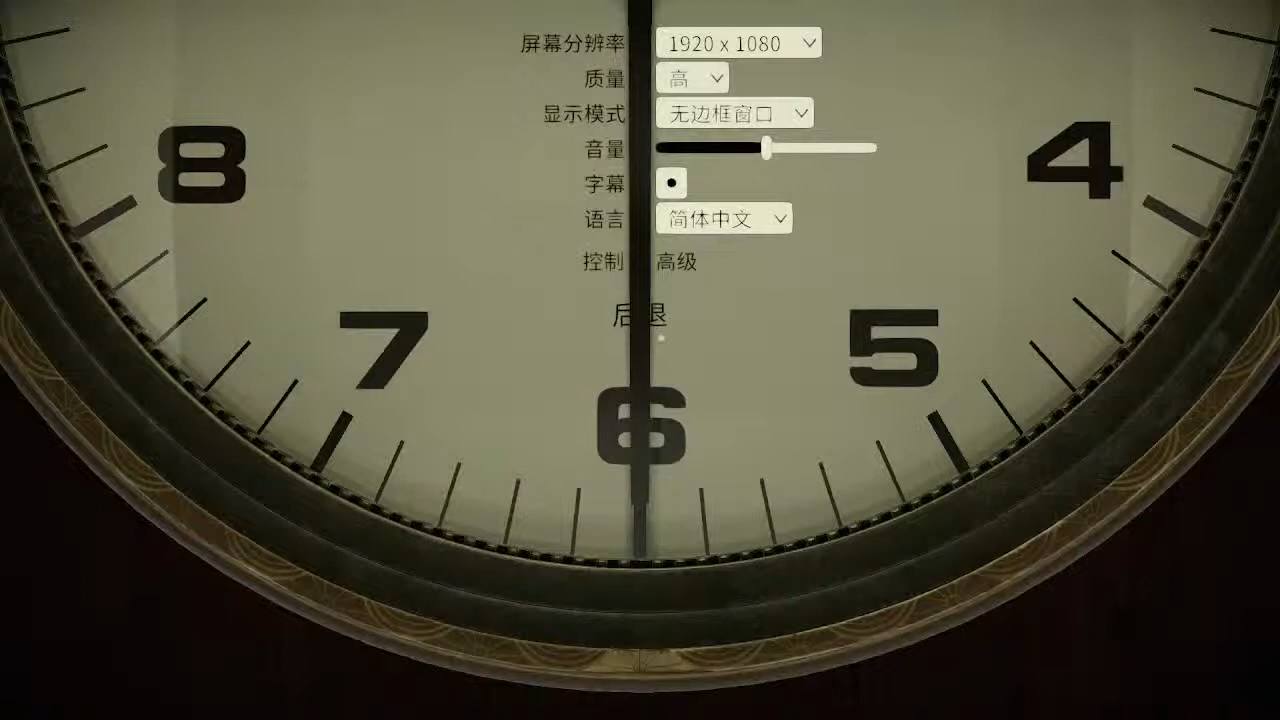 屏幕分辨率 1920 x 1080
质量 高
显示模式 无边框窗口
音量
字幕
语言 简体中文
控制 高级
后退
8 4
7 5
6